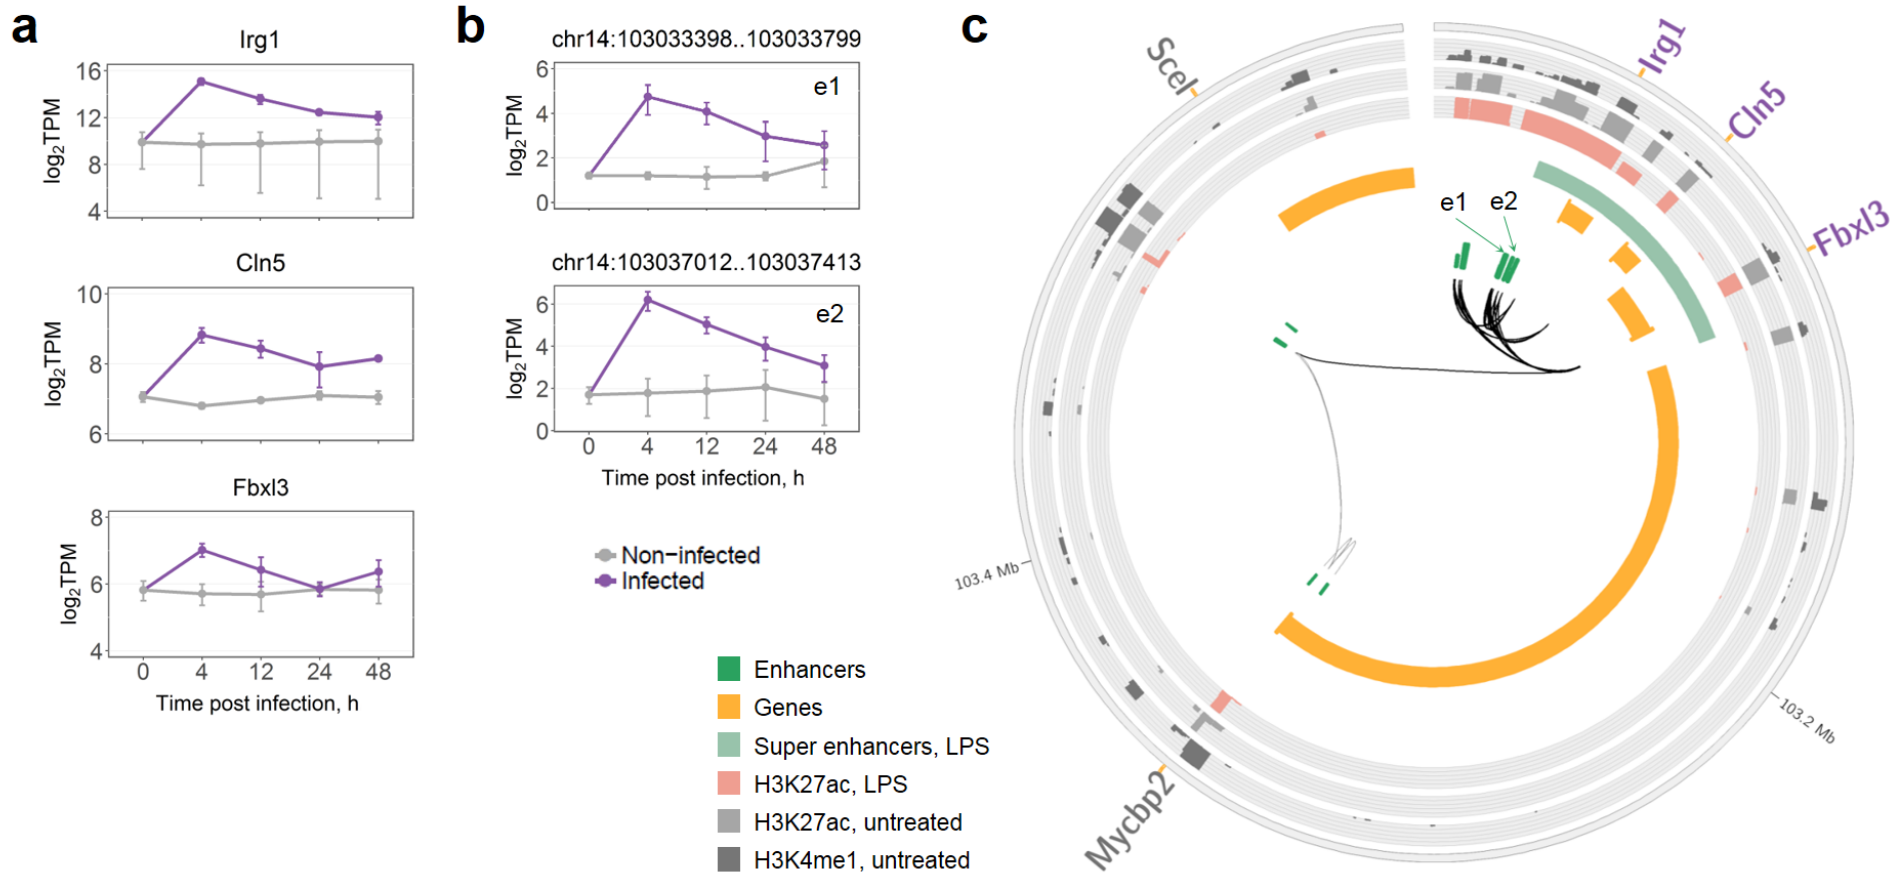 a
Irg1
16
12
8
4
log2TPM
Cln5
10
8
6
log2TPM
Fbxl3
8
6
4
log2TPM
0 4 12 24 48
Time post infection, h
b
chr14:103033398..103033799
e1
6
4
2
0
log2TPM
chr14:103037012..103037413
e2
6
4
2
0
log2TPM
0 4 12 24 48
Time post infection, h
Non−infected
Infected
Enhancers
Genes
Super enhancers, LPS
H3K27ac, LPS
H3K27ac, untreated
H3K4me1, untreated
c
Scel
Irg1
Cln5
Fbxl3
e1 e2
103.4 Mb
103.2 Mb
Mycbp2